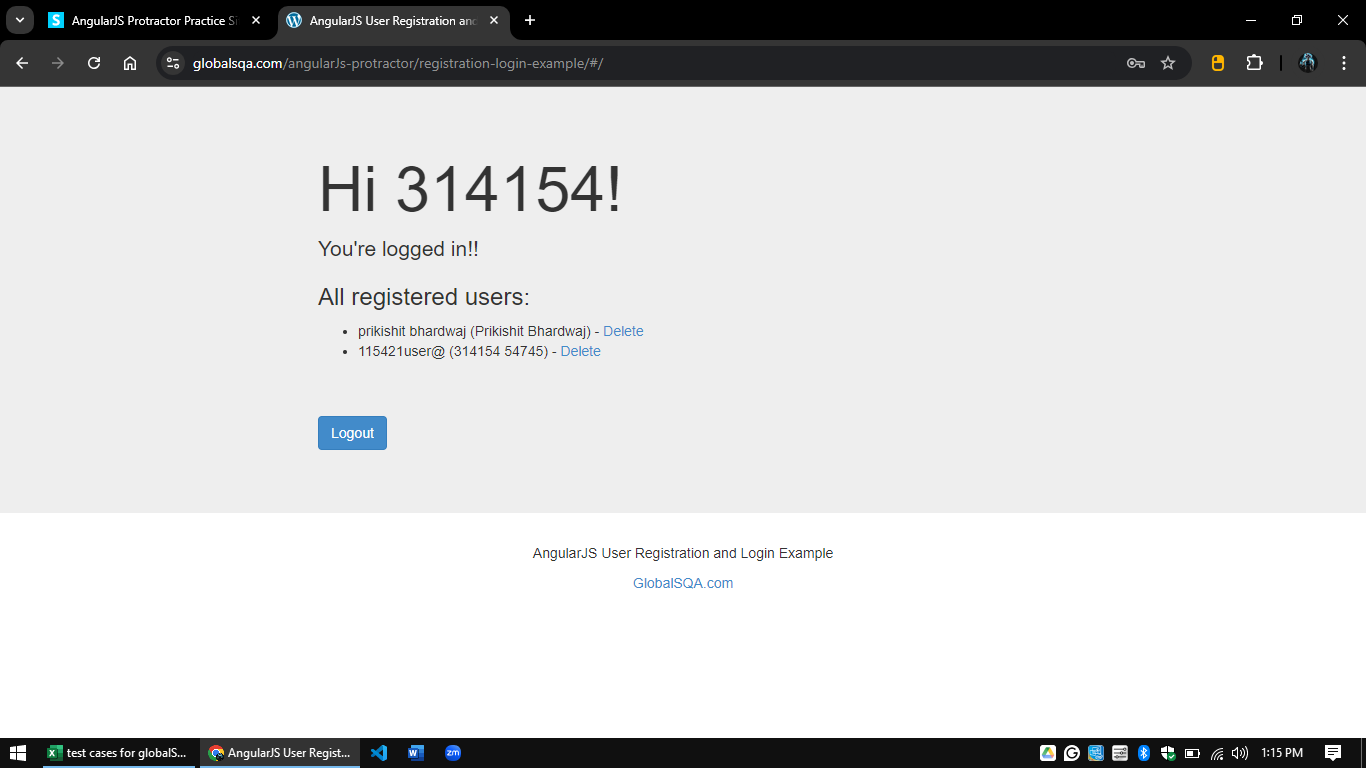 AngularJS Protractor Practice Si
AngularJS User Registration and
globalsqa.com/angularJs-protractor/registration-login-example/#/
Hi 314154!
You're logged in!!
All registered users:
• prikishit bhardwaj (Prikishit Bhardwaj) - Delete
• 115421user@ (314154 54745) - Delete
Logout
AngularJS User Registration and Login Example
GlobalSQA.com
test cases for globalS...
AngularJS User Regist...
zm
1:15 PM